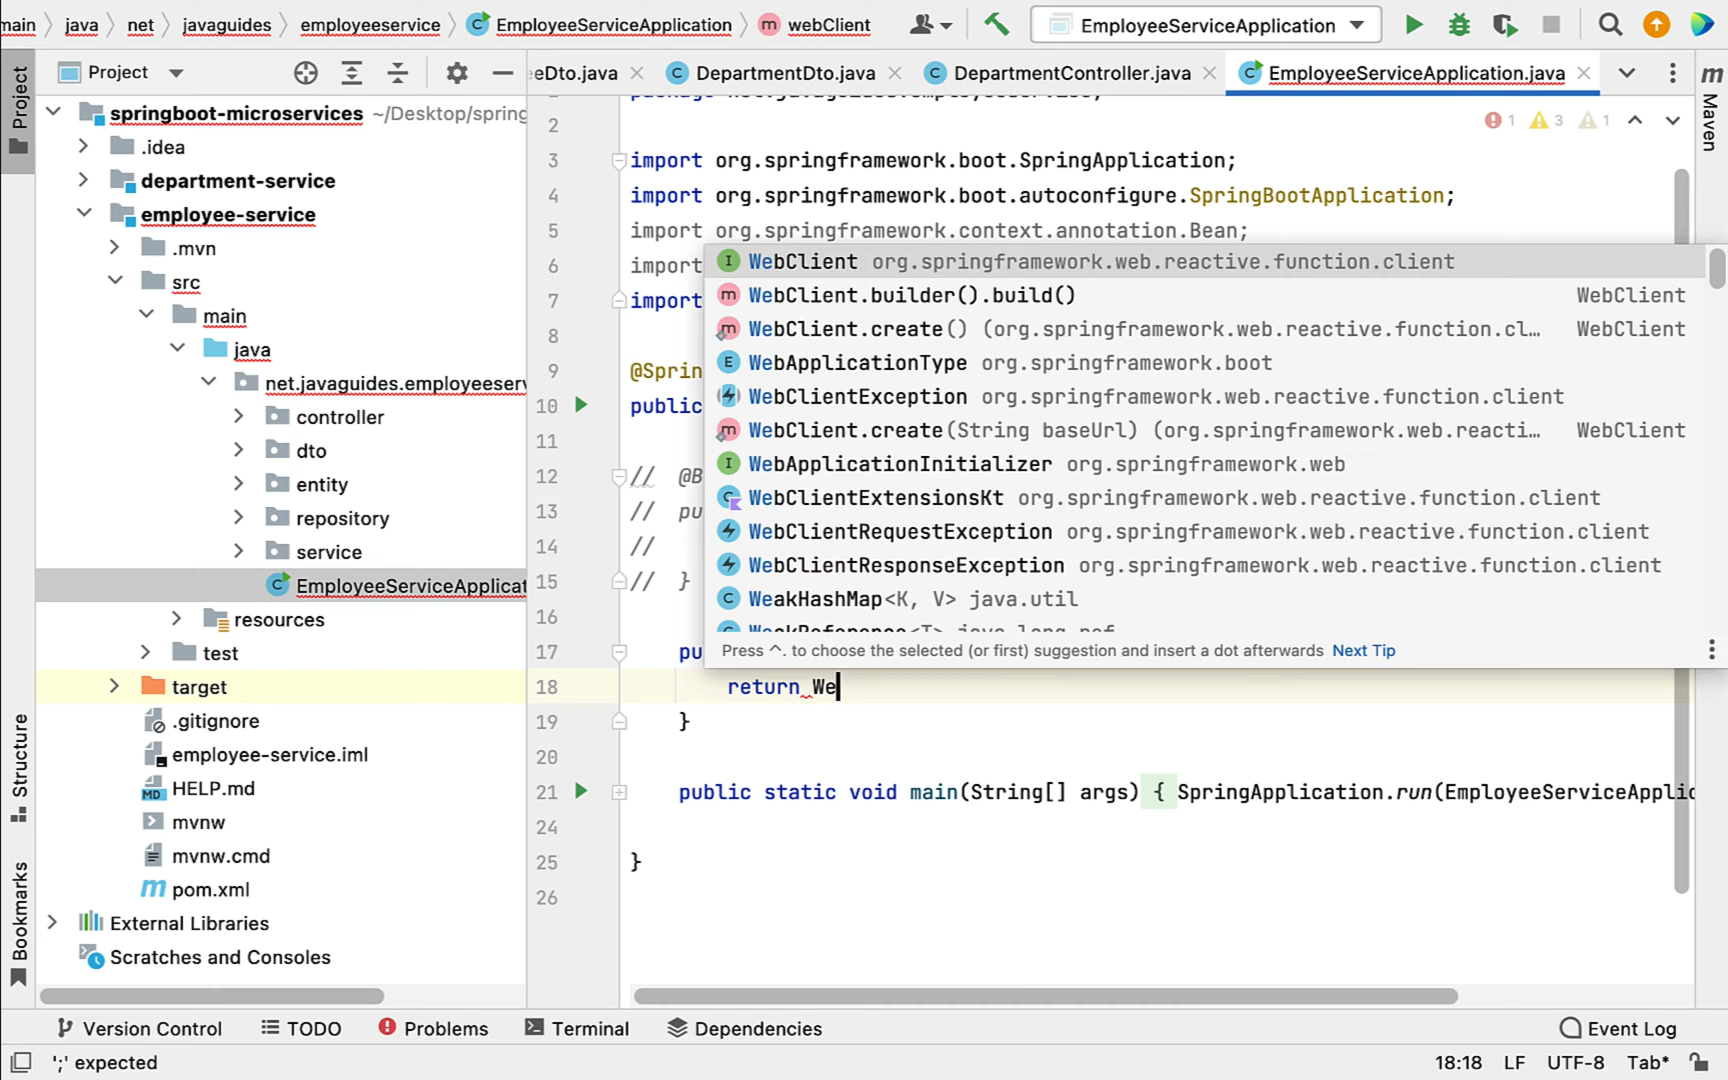 main
java
net
javaguides
employeeservice
EmployeeServiceApplication
webClient
EmployeeServiceApplication
Project
eDto.java
DepartmentDto.java
DepartmentController.java
EmployeeServiceApplication.java
Project
springboot-microservices ~/Desktop/spring
.idea
department-service
employee-service
.mvn
src
main
java
net.javaguides.employeeserv
controller
dto
entity
repository
service
EmployeeServiceApplicat
resources
test
target
.gitignore
employee-service.iml
HELP.md
mvnw
mvnw.cmd
pom.xml
External Libraries
Scratches and Consoles
Structure
Bookmarks
Maven
1 3 1
2
3 import org.springframework.boot.SpringApplication;
4 import org.springframework.boot.autoconfigure.SpringBootApplication;
5 import org.springframework.context.annotation.Bean;
6 import
7 import
8
9 @Sprin
10 public
11
12 // @B
13 // pu
14 //
15 // }
16
17 pu
18 return We
19 }
20
21 public static void main(String[] args) { SpringApplication.run(EmployeeServiceApplic
24
25 }
26
WebClient org.springframework.web.reactive.function.client
WebClient.builder().build() WebClient
WebClient.create() (org.springframework.web.reactive.function.cl… WebClient
WebApplicationType org.springframework.boot
WebClientException org.springframework.web.reactive.function.client
WebClient.create(String baseUrl) (org.springframework.web.reacti… WebClient
WebApplicationInitializer org.springframework.web
WebClientExtensionsKt org.springframework.web.reactive.function.client
WebClientRequestException org.springframework.web.reactive.function.client
WebClientResponseException org.springframework.web.reactive.function.client
WeakHashMap<K, V> java.util
Press ^. to choose the selected (or first) suggestion and insert a dot afterwards Next Tip
Version Control
TODO
Problems
Terminal
Dependencies
Event Log
';' expected
18:18 LF UTF-8 Tab*